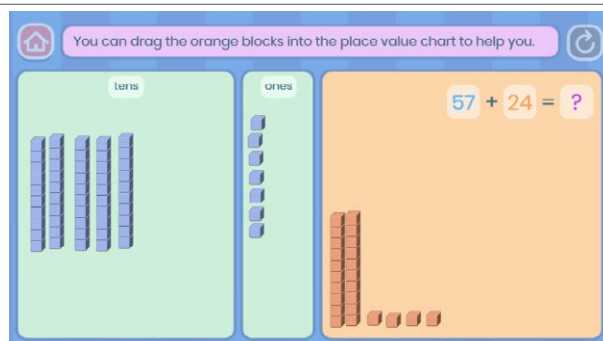 You can drag the orange blocks into the place value chart to help you.
tens
ones
57 + 24 = ?